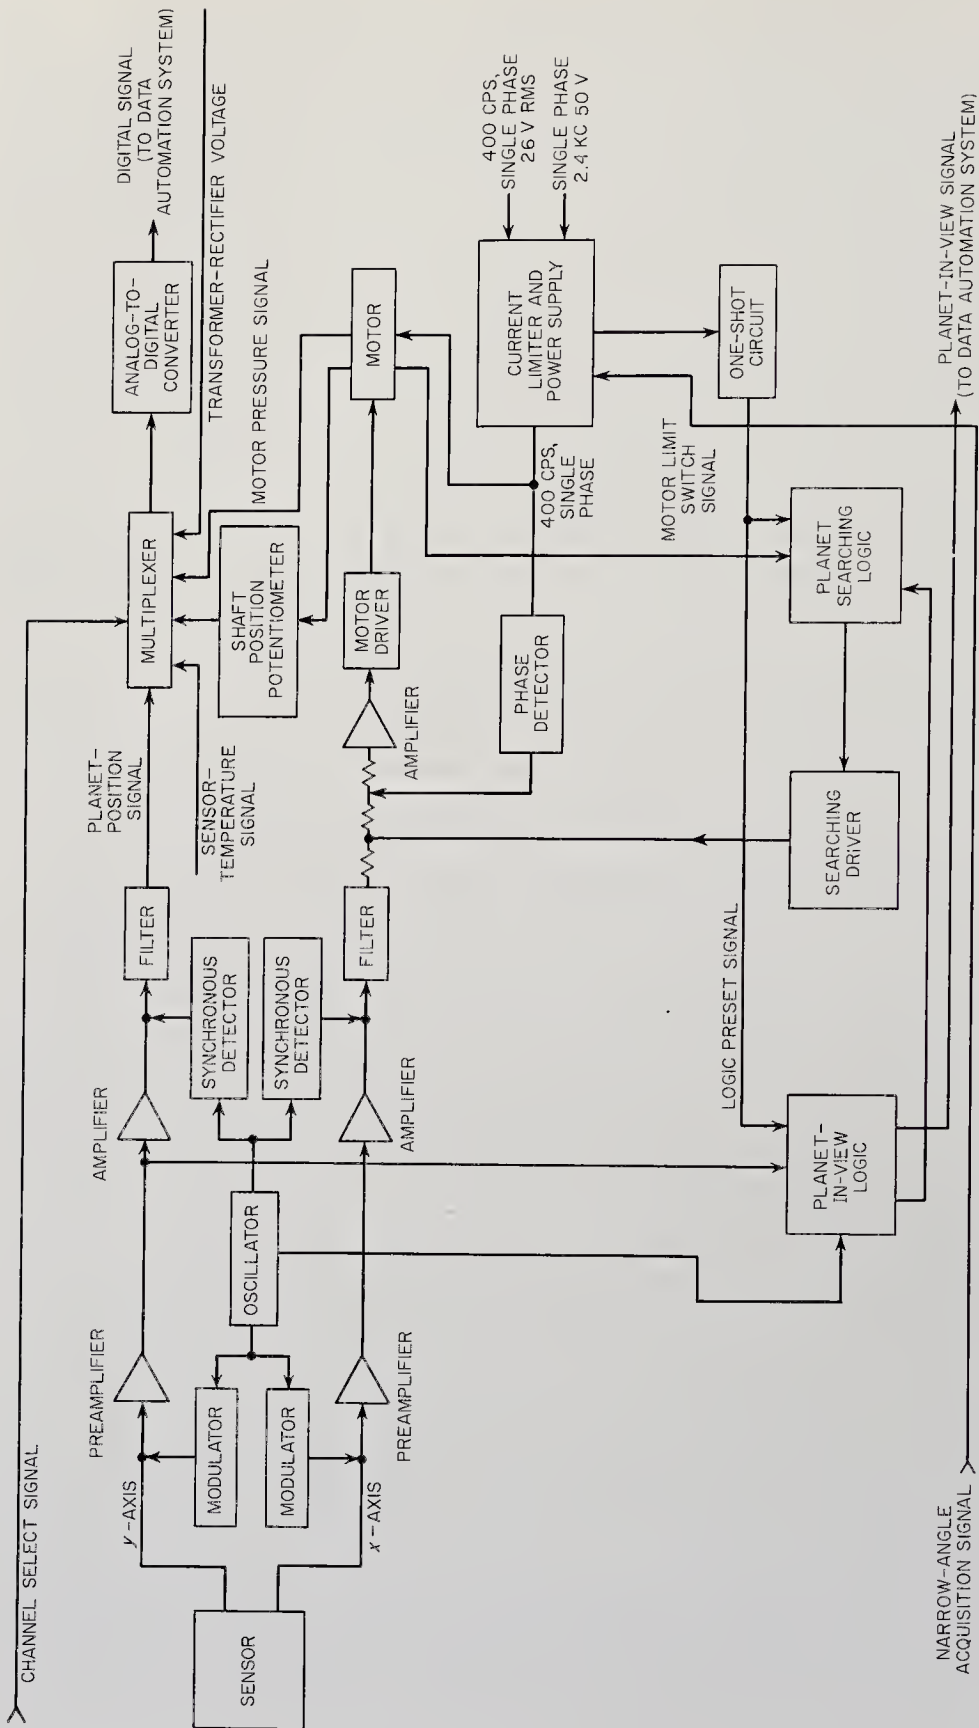 CHANNEL SELECT SIGNAL
SENSOR
y-AXIS
x-AXIS
MODULATOR
MODULATOR
PREAMPLIFIER
PREAMPLIFIER
OSCILLATOR
AMPLIFIER
AMPLIFIER
SYNCHRONOUS
DETECTOR
SYNCHRONOUS
DETECTOR
FILTER
FILTER
PLANET-
POSITION
SIGNAL
SENSOR-
TEMPERATURE
SIGNAL
MULTIPLEXER
SHAFT
POSITION
POTENTIOMETER
AMPLIFIER
MOTOR
DRIVER
MOTOR
ANALOG-TO-
DIGITAL
CONVERTER
DIGITAL SIGNAL
(TO DATA
AUTOMATION SYSTEM)
TRANSFORMER-RECTIFIER VOLTAGE
MOTOR PRESSURE SIGNAL
PHASE
DETECTOR
400 CPS,
SINGLE
PHASE
CURRENT
LIMITER AND
POWER SUPPLY
400 CPS,
SINGLE PHASE
26 V RMS
SINGLE PHASE
2.4 KC 50 V
ONE-SHOT
CIRCUIT
MOTOR LIMIT
SWITCH
SIGNAL
LOGIC PRESET SIGNAL
PLANET-
IN-VIEW
LOGIC
SEARCHING
DRIVER
PLANET
SEARCHING
LOGIC
PLANET-IN-VIEW SIGNAL
(TO DATA AUTOMATION SYSTEM)
NARROW-ANGLE
ACQUISITION SIGNAL